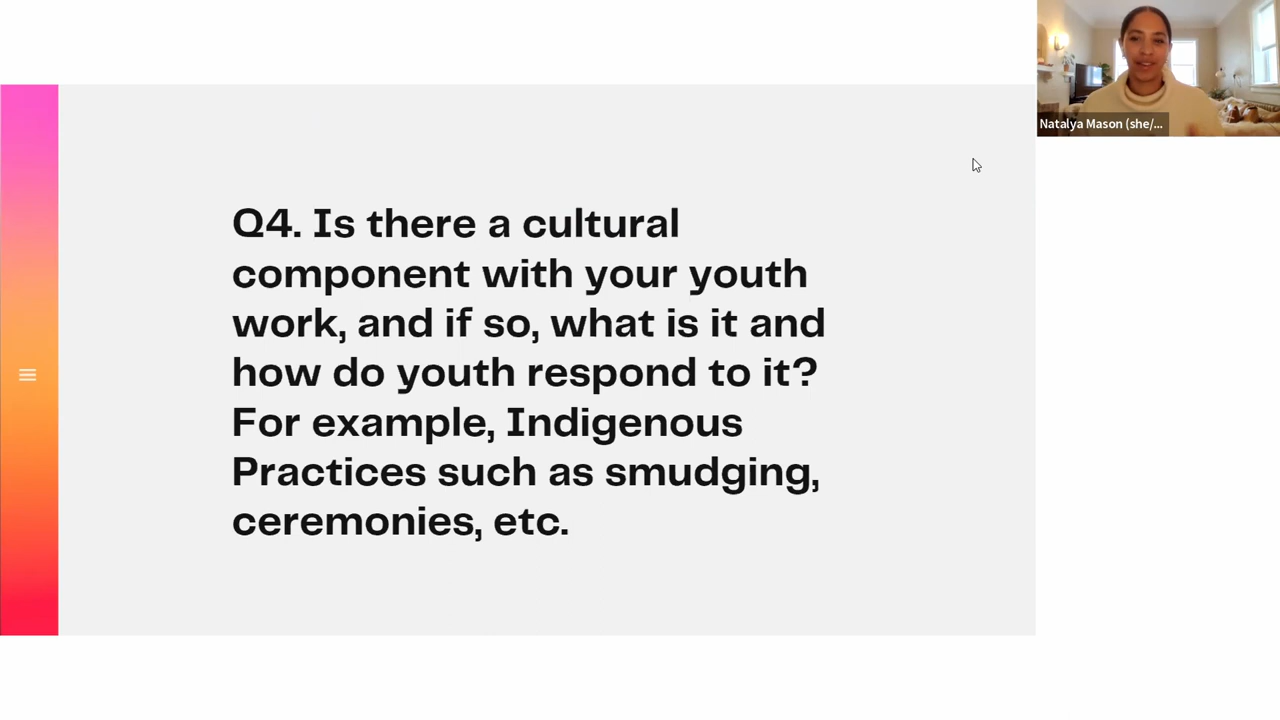 Natalya Mason (she/...
Q4. Is there a cultural
component with your youth
work, and if so, what is it and
how do youth respond to it?
For example, Indigenous
Practices such as smudging,
ceremonies, etc.